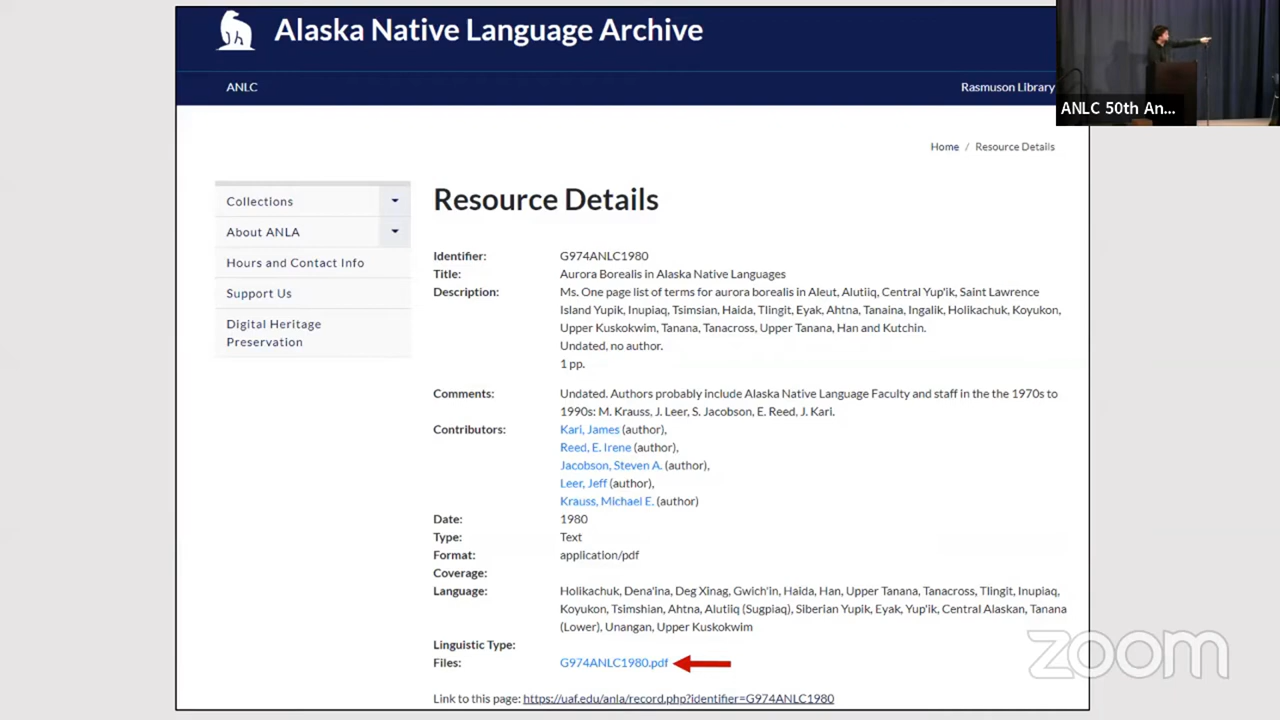 Alaska Native Language Archive
ANLC
Rasmuson Library
ANLC 50th An...
Home / Resource Details
Collections
About ANLA
Hours and Contact Info
Support Us
Digital Heritage
Preservation
Resource Details
Identifier: G974ANLC1980
Title: Aurora Borealis in Alaska Native Languages
Description: Ms. One page list of terms for aurora borealis in Aleut, Alutiiq, Central Yup'ik, Saint Lawrence
Island Yupik, Inupiaq, Tsimsian, Haida, Tlingit, Eyak, Ahtna, Tanaina, Ingalik, Holikachuk, Koyukon,
Upper Kuskokwim, Tanana, Tanacross, Upper Tanana, Han and Kutchin.
Undated, no author.
1 pp.
Comments: Undated. Authors probably include Alaska Native Language Faculty and staff in the 1970s to
1990s: M. Krauss, J. Leer, S. Jacobson, E. Reed, J. Kari.
Contributors: Kari, James (author),
Reed, E. Irene (author),
Jacobson, Steven A. (author),
Leer, Jeff (author),
Krauss, Michael E. (author)
Date: 1980
Type: Text
Format: application/pdf
Coverage:
Language: Holikachuk, Dena'ina, Deg Xinag, Gwich'in, Haida, Han, Upper Tanana, Tanacross, Tlingit, Inupiaq,
Koyukon, Tsimshian, Ahtna, Alutiiq (Sugpiaq), Siberian Yupik, Eyak, Yup'ik, Central Alaskan, Tanana
(Lower), Unangan, Upper Kuskokwim
Linguistic Type:
Files: G974ANLC1980.pdf
Link to this page: https://uaf.edu/anla/record.php?identifier=G974ANLC1980
zoom